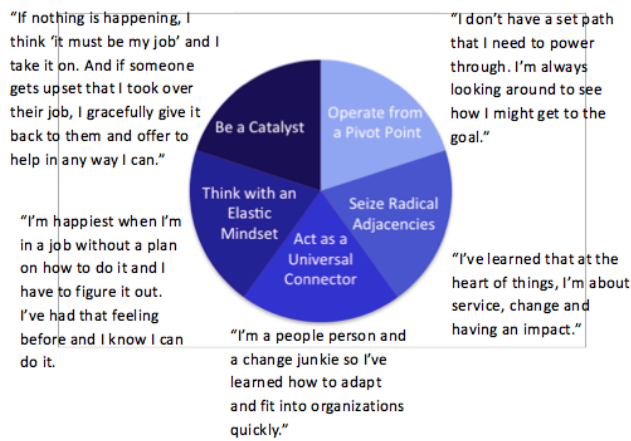 “If nothing is happening, I
think ‘it must be my job’ and I
take it on. And if someone
gets upset that I took over
their job, I gracefully give it
back to them and offer to
help in any way I can.”
“I don’t have a set path
that I need to power
through. I’m always
looking around to see
how I might get to the
goal.”
Be a Catalyst
Operate from
a Pivot Point
Think with an
Elastic
Mindset
Seize Radical
Adjacencies
Act as a
Universal
Connector
“I’m happiest when I’m
in a job without a plan
on how to do it and I
have to figure it out.
I’ve had that feeling
before and I know I can
do it.
“I’ve learned that at the
heart of things, I’m about
service, change and
having an impact.”
“I’m a people person and
a change junkie so I’ve
learned how to adapt
and fit into organizations
quickly.”